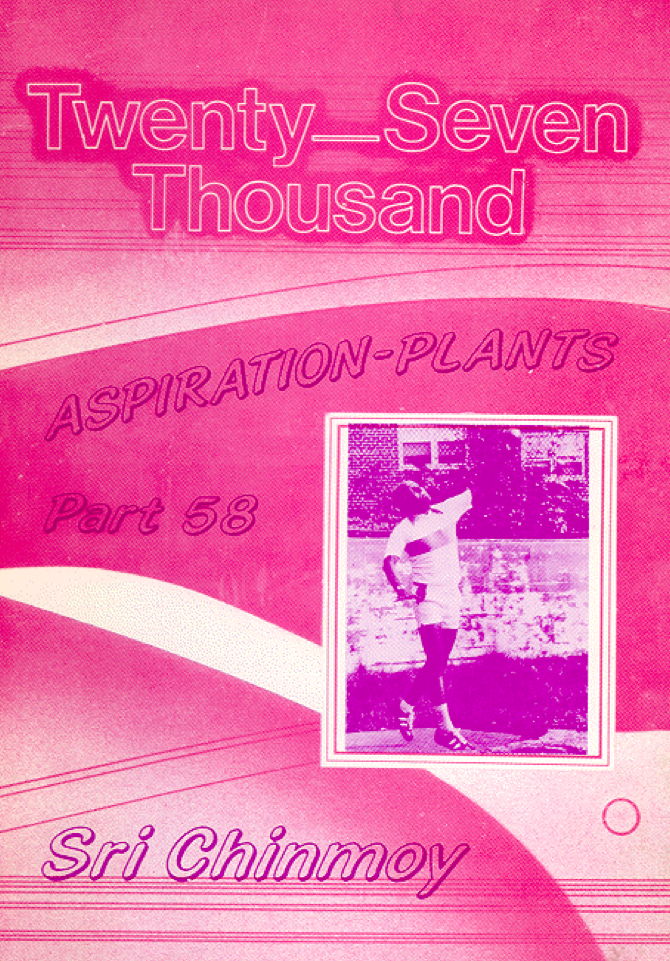 Twenty—Seven
Thousand
ASPIRATION-PLANTS
Part 58
Sri Chinmoy